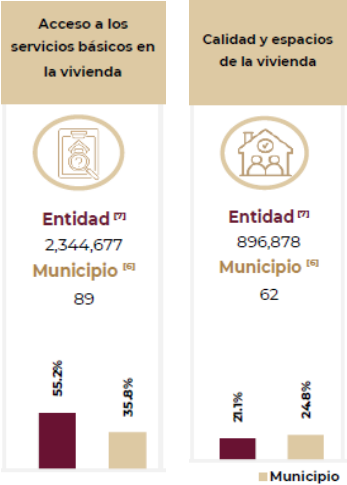 Acceso a los
servicios básicos en
la vivienda
Entidad [7]
2,344,677
Municipio [6]
89
55.2%
35.8%
Calidad y espacios
de la vivienda
Entidad [7]
896,878
Municipio [6]
62
21.1%
24.8%
Municipio